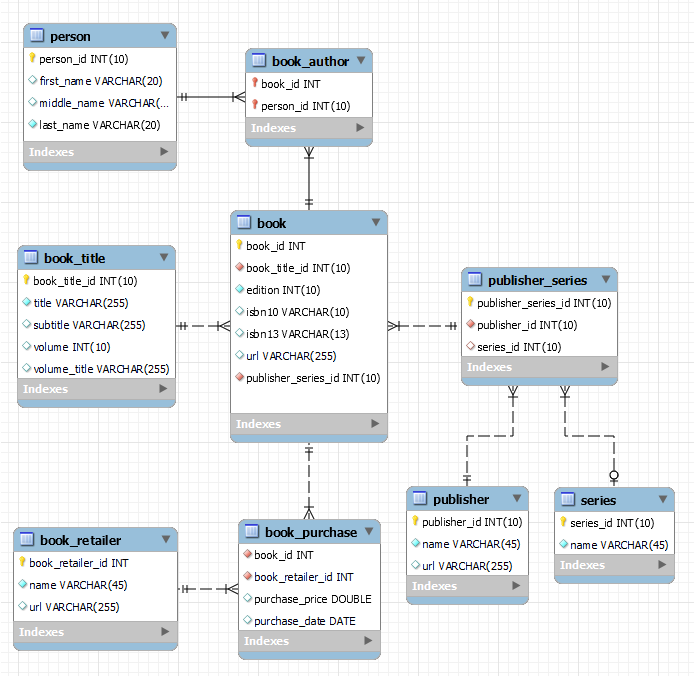 person
person_id INT(10)
first_name VARCHAR(20)
middle_name VARCHAR(...
last_name VARCHAR(20)
Indexes
book_author
book_id INT
person_id INT(10)
Indexes
book
book_id INT
book_title_id INT(10)
edition INT(10)
isbn10 VARCHAR(10)
isbn13 VARCHAR(13)
url VARCHAR(255)
publisher_series_id INT(10)
Indexes
book_title
book_title_id INT(10)
title VARCHAR(255)
subtitle VARCHAR(255)
volume INT(10)
volume_title VARCHAR(255)
Indexes
publisher_series
publisher_series_id INT(10)
publisher_id INT(10)
series_id INT(10)
Indexes
publisher
publisher_id INT(10)
name VARCHAR(45)
url VARCHAR(255)
Indexes
series
series_id INT(10)
name VARCHAR(45)
Indexes
book_retailer
book_retailer_id INT
name VARCHAR(45)
url VARCHAR(255)
Indexes
book_purchase
book_id INT
book_retailer_id INT
purchase_price DOUBLE
purchase_date DATE
Indexes